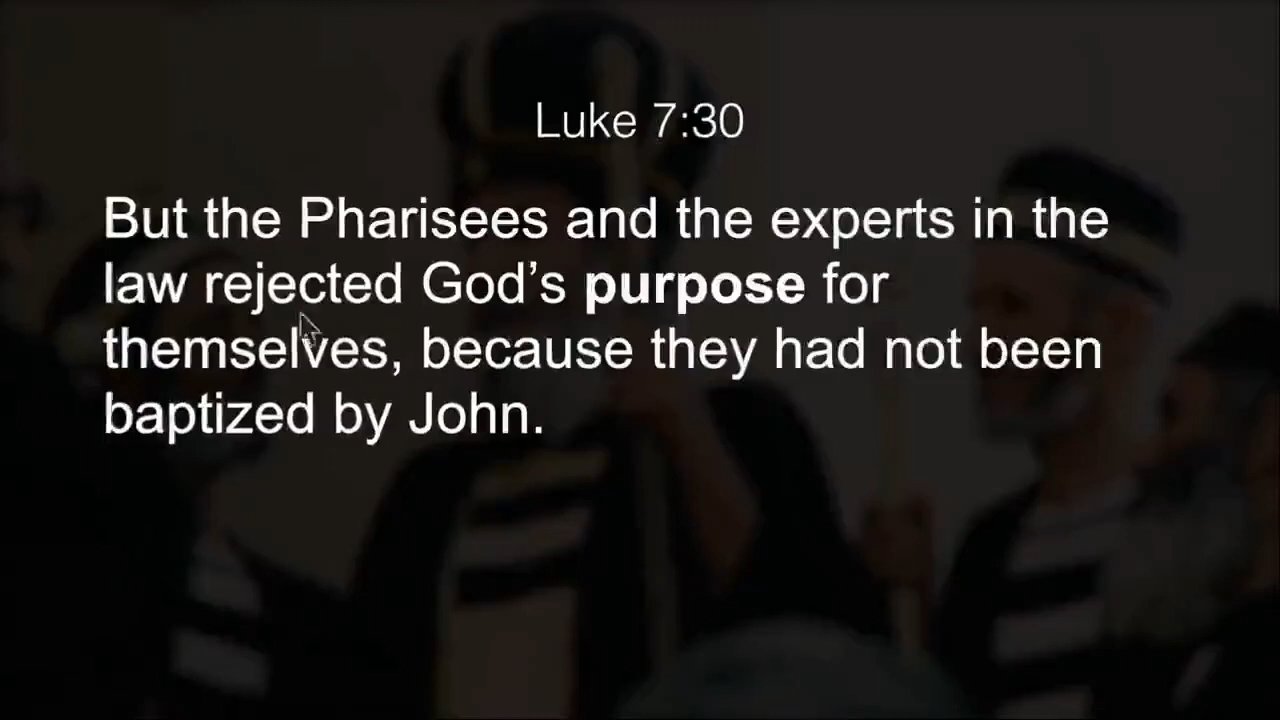 Luke 7:30
But the Pharisees and the experts in the
law rejected God’s purpose for
themselves, because they had not been
baptized by John.